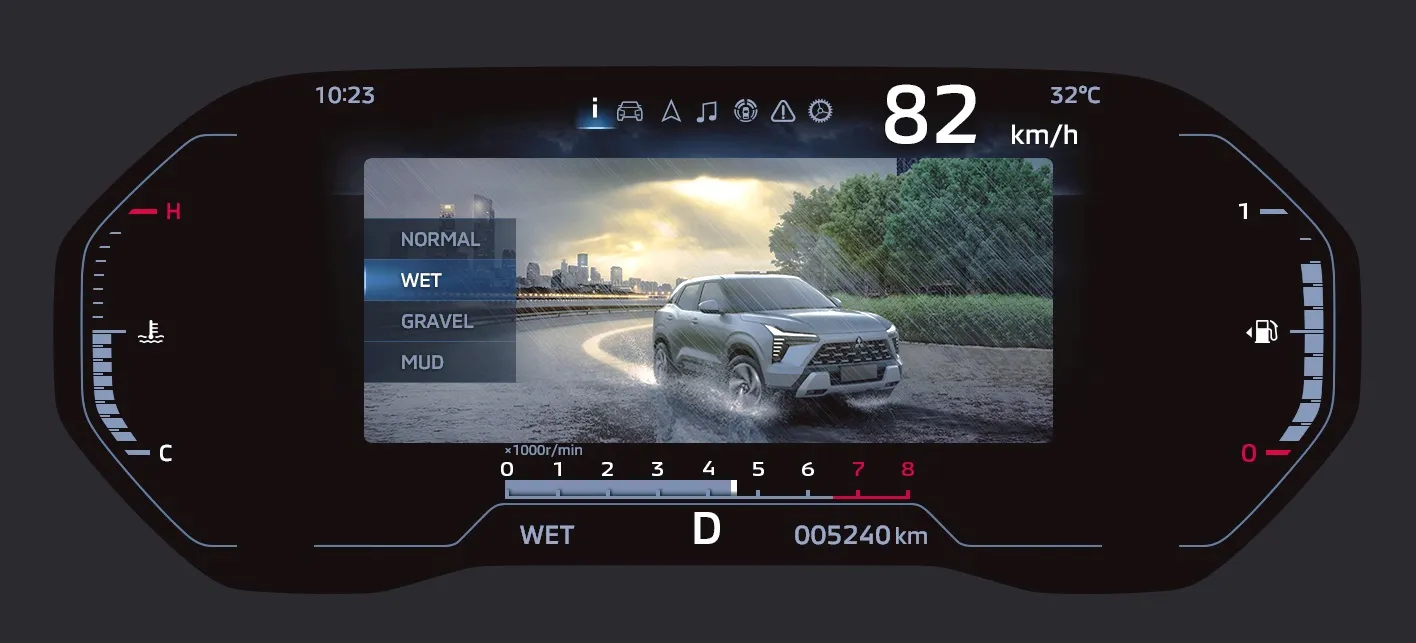 10:23
82 km/h
32°C
H
C
NORMAL
WET
GRAVEL
MUD
1
0
×1000r/min
0 1 2 3 4 5 6 7 8
WET D 005240 km